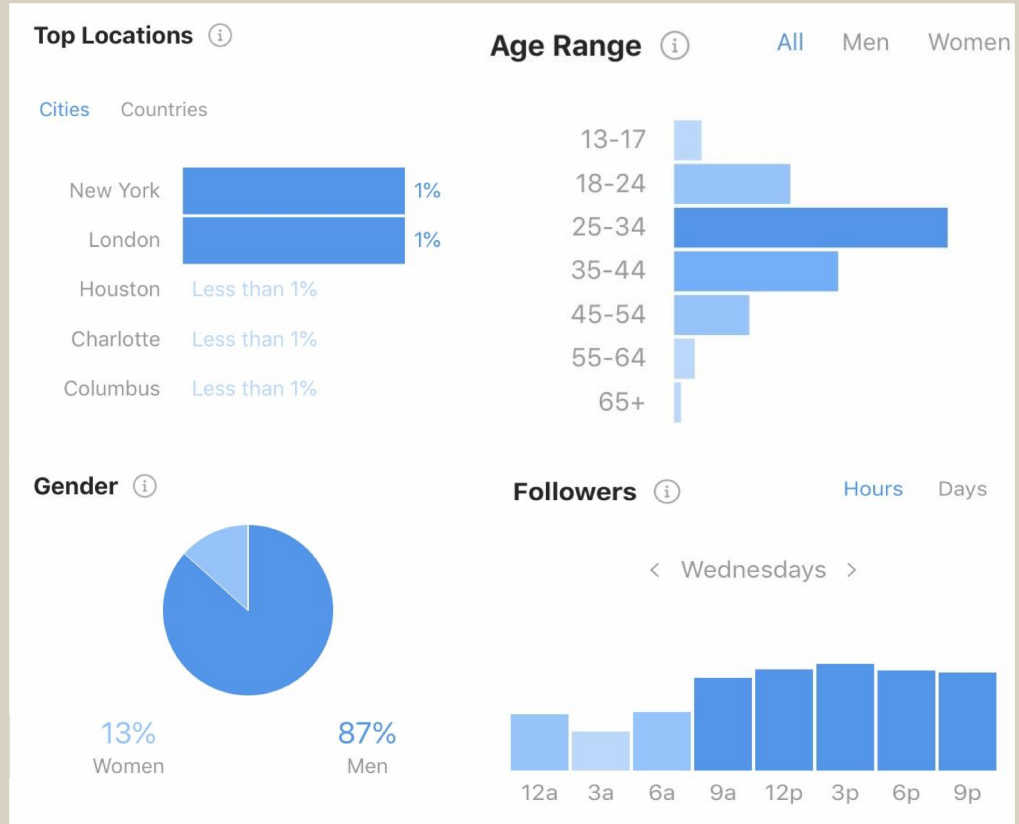 Top Locations
Cities Countries
New York 1%
London 1%
Houston Less than 1%
Charlotte Less than 1%
Columbus Less than 1%
Age Range All Men Women
13-17
18-24
25-34
35-44
45-54
55-64
65+
Gender
13% 87%
Women Men
Followers Hours Days
< Wednesdays >
12a 3a 6a 9a 12p 3p 6p 9p